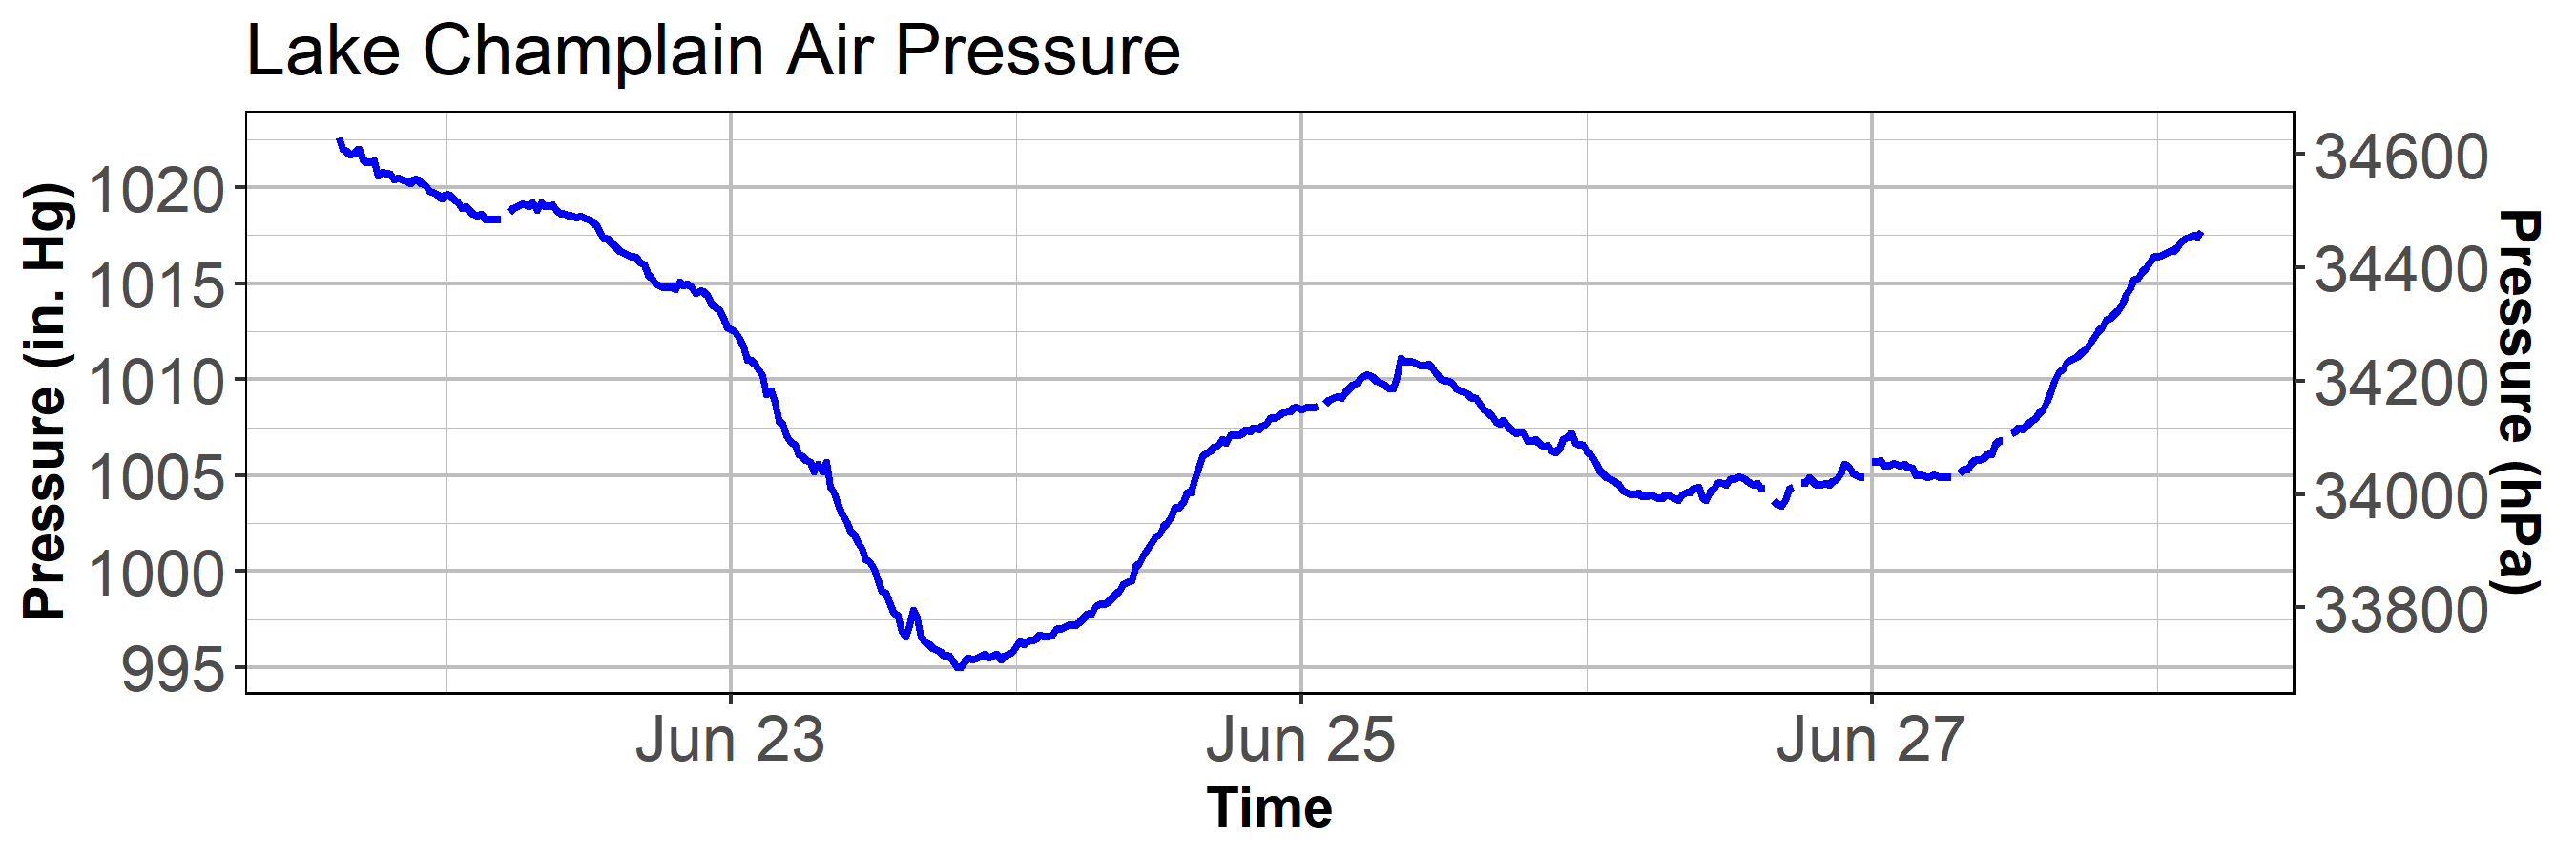 Lake Champlain Air Pressure
Pressure (in. Hg)
1020
1015
1010
1005
1000
995
34600
34400
34200
34000
33800
Pressure (hPa)
Jun 23
Jun 25
Jun 27
Time